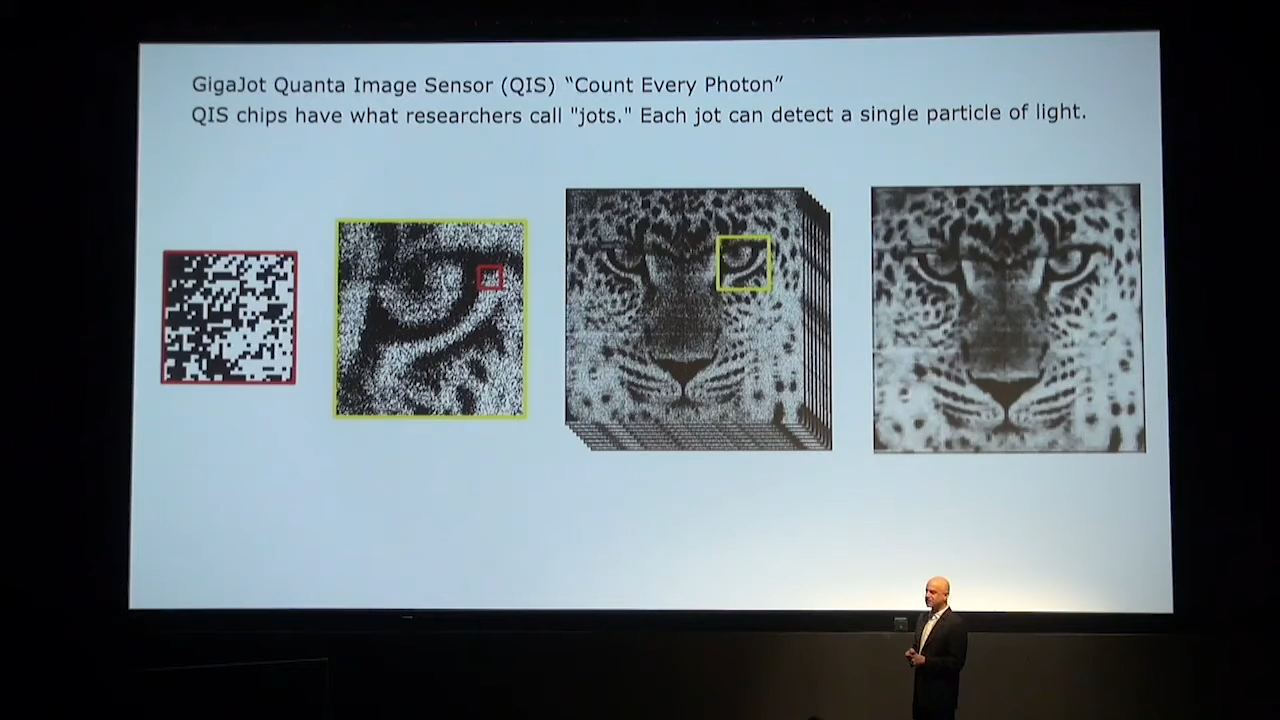 GigaJot Quanta Image Sensor (QIS) “Count Every Photon”
QIS chips have what researchers call "jots." Each jot can detect a single particle of light.